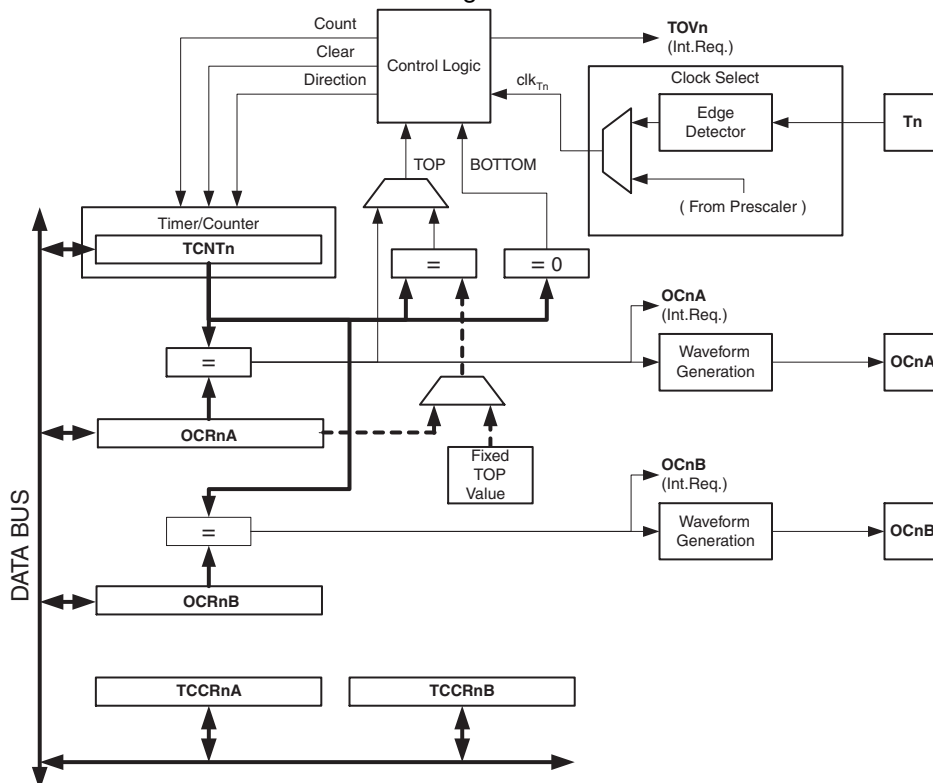 Count
Clear
Direction
Control Logic
TOVn
(Int.Req.)
Clock Select
clkTn
Edge
Detector
Tn
( From Prescaler )
TOP
BOTTOM
Timer/Counter
TCNTn
=
= 0
OCnA
(Int.Req.)
=
Waveform
Generation
OCnA
OCRnA
Fixed
TOP
Value
OCnB
(Int.Req.)
=
Waveform
Generation
OCnB
OCRnB
DATA BUS
TCCRnA
TCCRnB